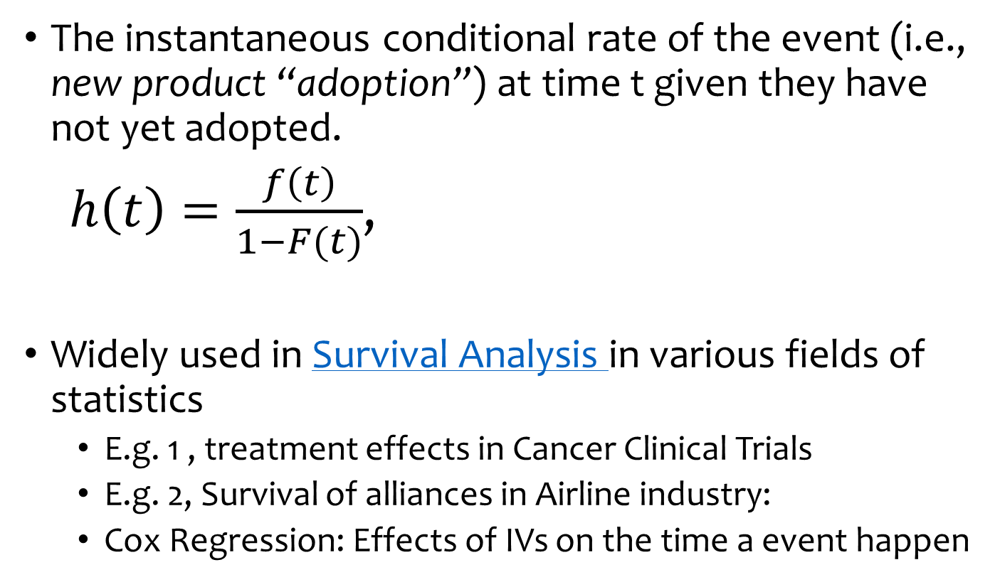 • The instantaneous conditional rate of the event (i.e.,
new product “adoption”) at time t given they have
not yet adopted.
h(t) = f(t) / 1−F(t),
• Widely used in Survival Analysis in various fields of
statistics
• E.g. 1 , treatment effects in Cancer Clinical Trials
• E.g. 2, Survival of alliances in Airline industry:
• Cox Regression: Effects of IVs on the time a event happen